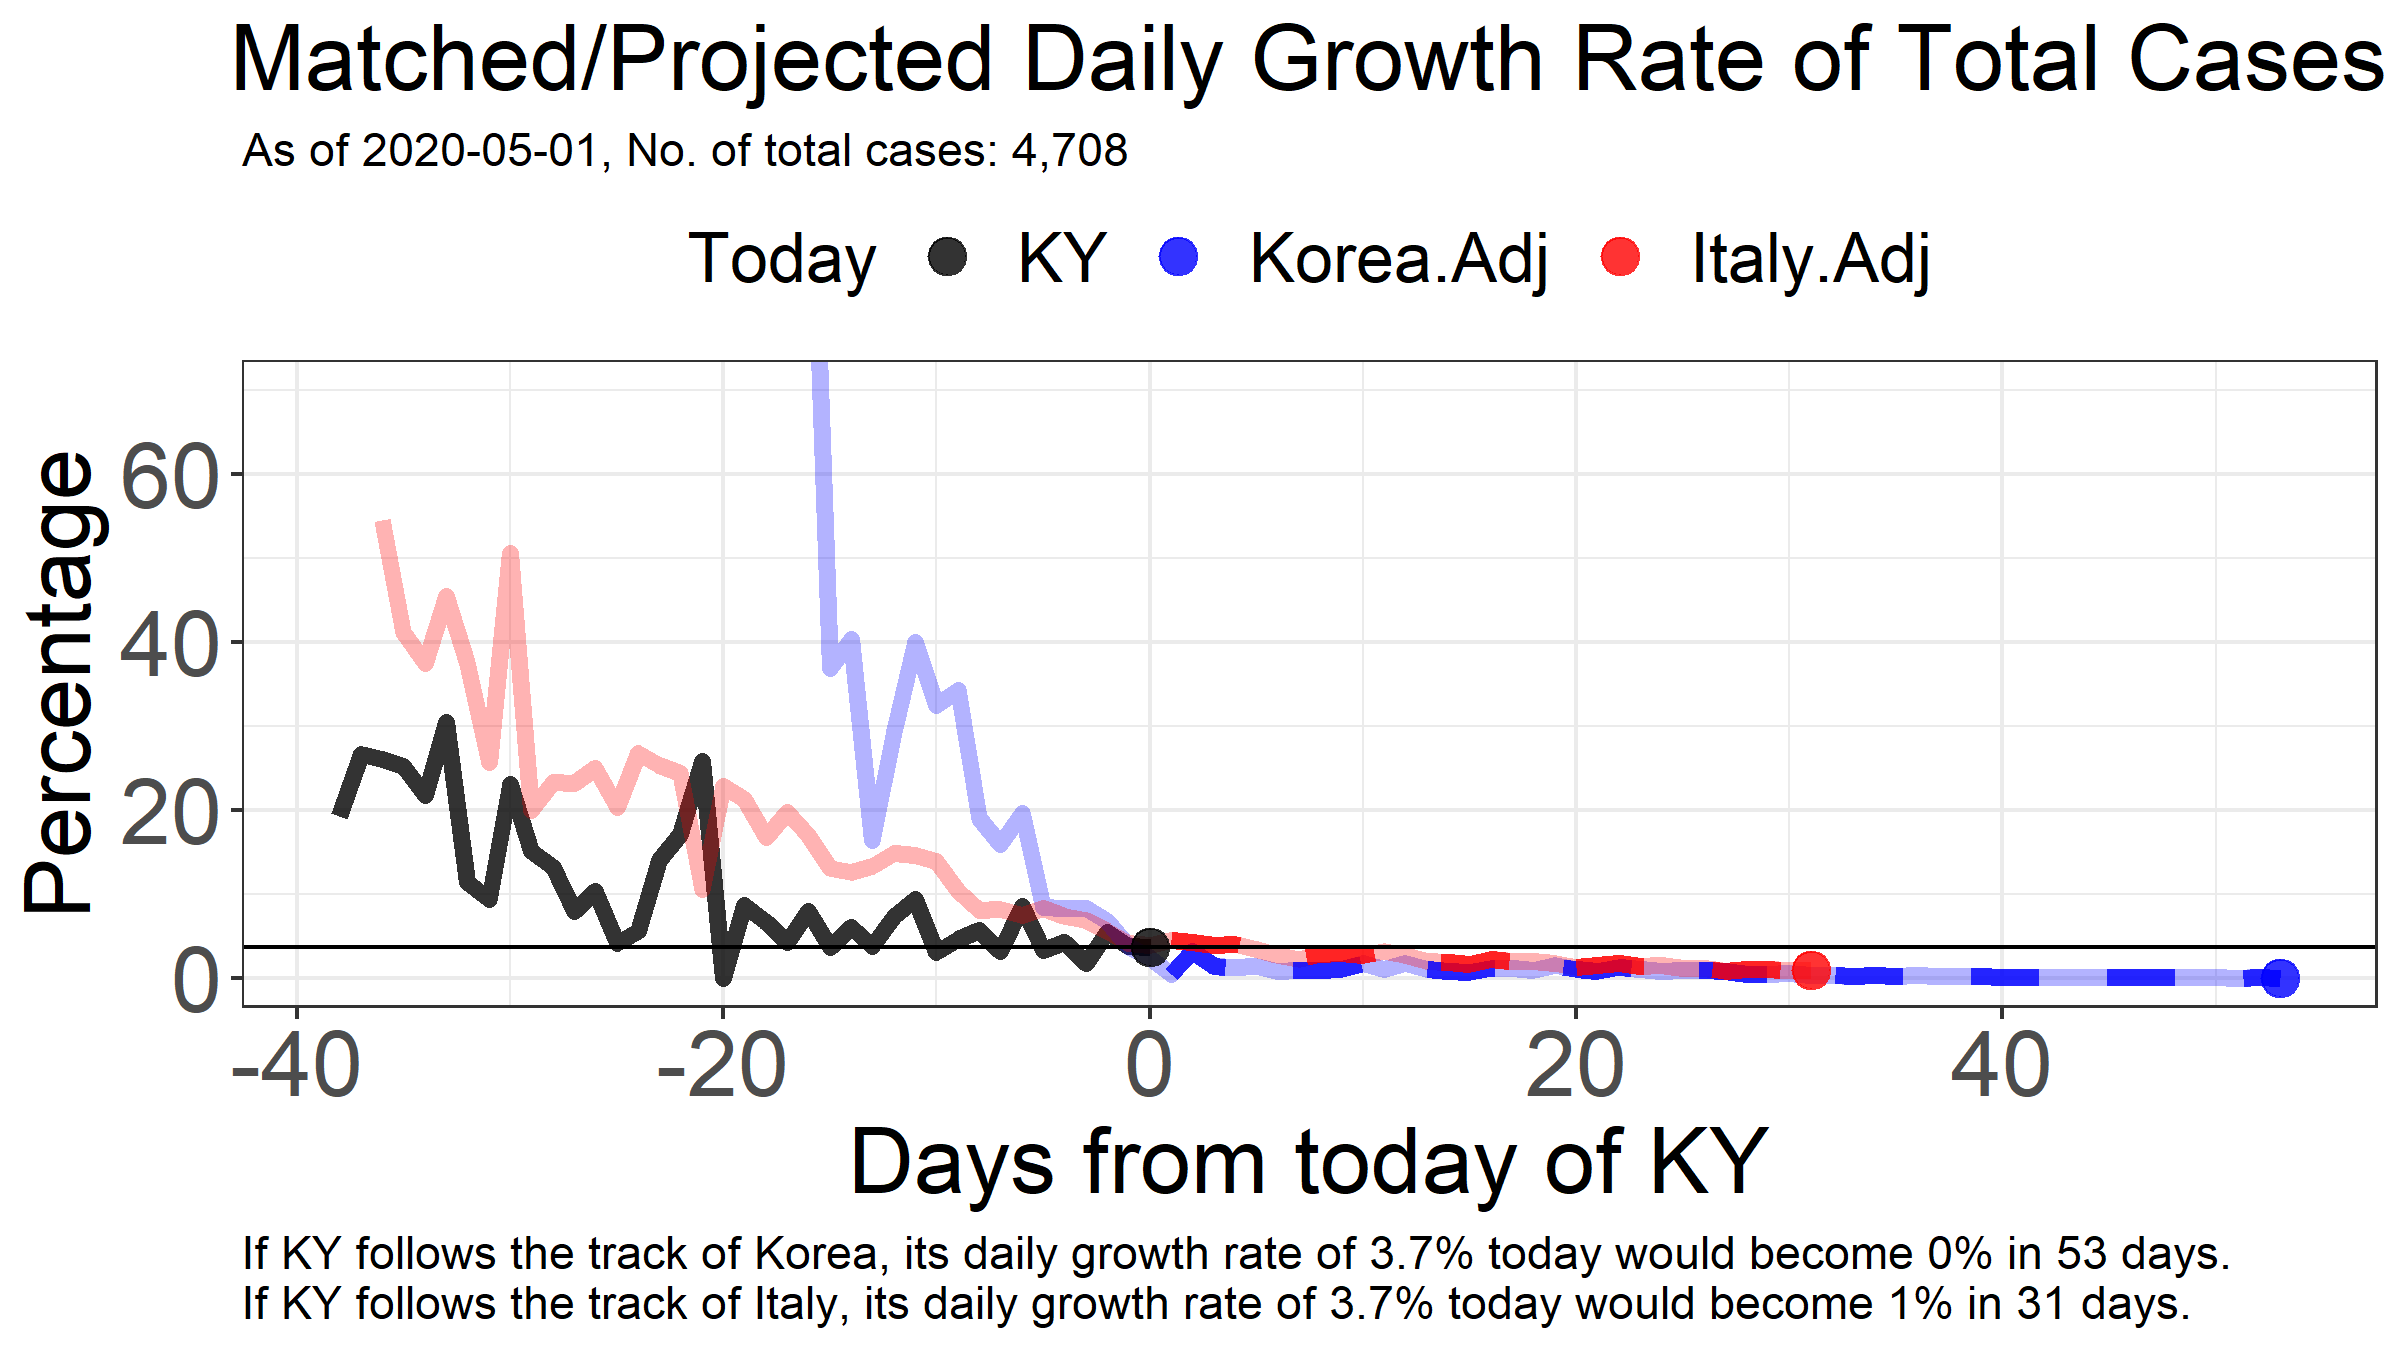 Matched/Projected Daily Growth Rate of Total Cases
As of 2020-05-01, No. of total cases: 4,708
Today KY Korea.Adj Italy.Adj
Percentage
60
40
20
0
-40 -20 0 20 40
Days from today of KY
If KY follows the track of Korea, its daily growth rate of 3.7% today would become 0% in 53 days.
If KY follows the track of Italy, its daily growth rate of 3.7% today would become 1% in 31 days.